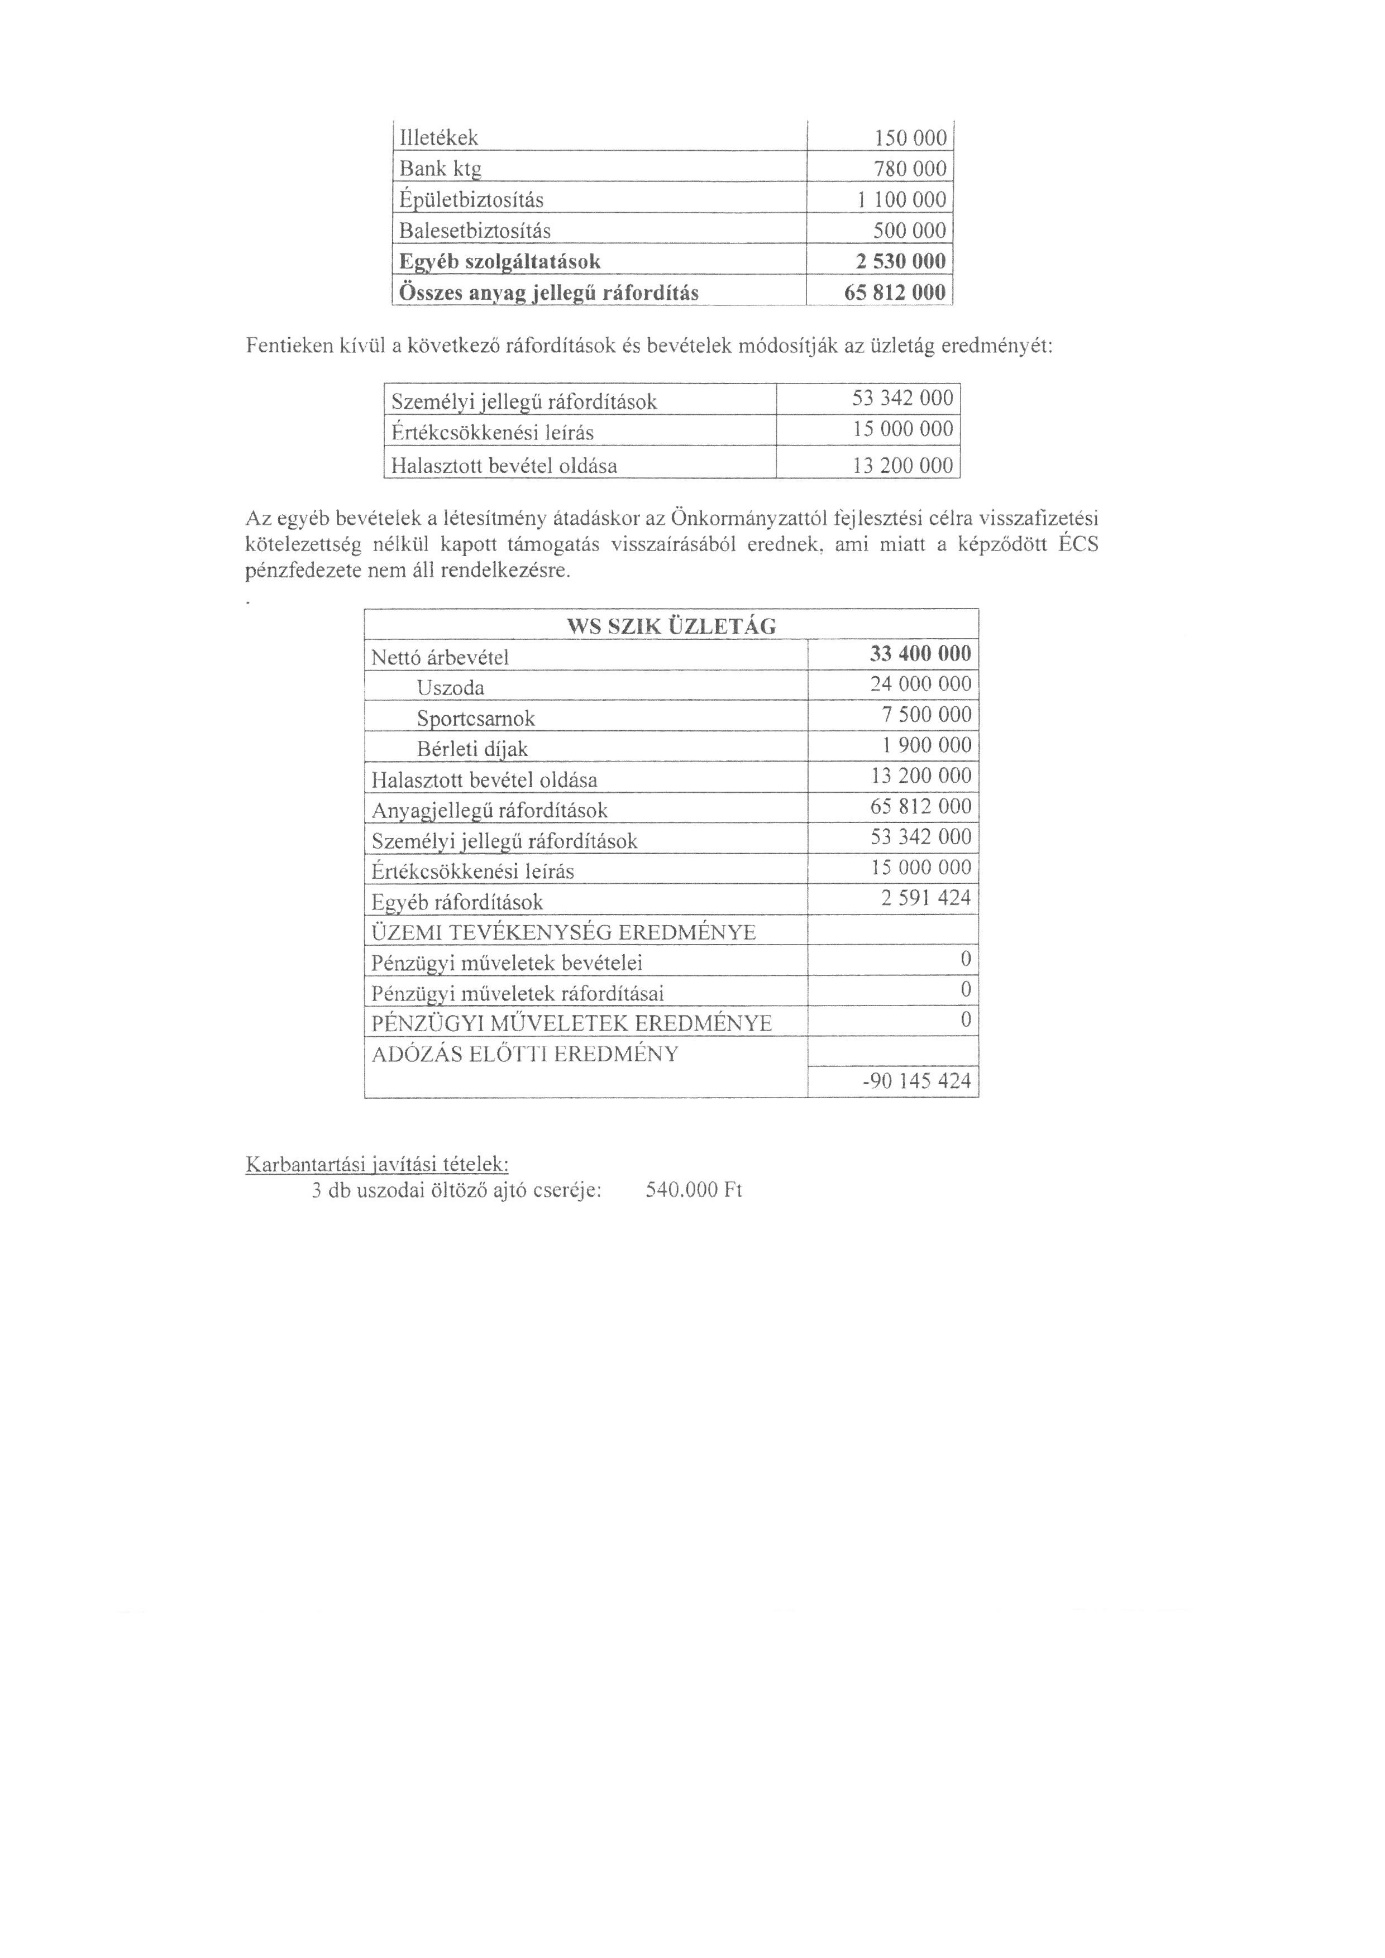 Illetékek 150 000
Bank ktg 780 000
Épületbiztosítás 1 100 000
Balesetbiztosítás 500 000
Egyéb szolgáltatások 2 530 000
Összes anyag jellegű ráfordítás 65 812 000
Fentieken kívül a következő ráfordítások és bevételek módosítják az üzletág eredményét:
Személyi jellegű ráfordítások 53 342 000
Értékcsökkenési leírás 15 000 000
Halasztott bevétel oldása 13 200 000
Az egyéb bevételek a létesítmény átadáskor az Önkormányzattól fejlesztési célra visszafizetési
kötelezettség nélkül kapott támogatás visszaírásából erednek, ami miatt a képződött ÉCS
pénzfedezete nem áll rendelkezésre.
.
WS SZIK ÜZLETÁG
Nettó árbevétel 33 400 000
Uszoda 24 000 000
Sportcsarnok 7 500 000
Bérleti díjak 1 900 000
Halasztott bevétel oldása 13 200 000
Anyagjellegű ráfordítások 65 812 000
Személyi jellegű ráfordítások 53 342 000
Értékcsökkenési leírás 15 000 000
Egyéb ráfordítások 2 591 424
ÜZEMI TEVÉKENYSÉG EREDMÉNYE
Pénzügyi műveletek bevételei 0
Pénzügyi műveletek ráfordításai 0
PÉNZÜGYI MŰVELETEK EREDMÉNYE 0
ADÓZÁS ELŐTTI EREDMÉNY
-90 145 424
Karbantartási javítási tételek:
3 db uszodai öltöző ajtó cseréje: 540.000 Ft